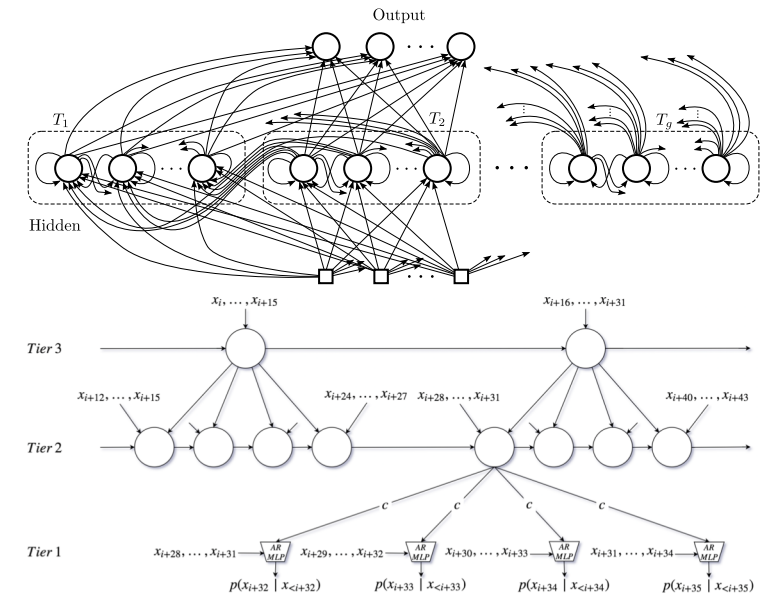 Output
T₁ T₂ T_g
. . .
Hidden
x_i, . . . , x_{i+15} x_{i+16}, . . . , x_{i+31}
Tier 3
x_{i+12}, . . . , x_{i+15} x_{i+24}, . . . , x_{i+27} x_{i+28}, . . . , x_{i+31} x_{i+40}, . . . , x_{i+43}
Tier 2
c c c c
Tier 1 x_{i+28}, . . . , x_{i+31} AR MLP x_{i+29}, . . . , x_{i+32} AR MLP x_{i+30}, . . . , x_{i+33} AR MLP x_{i+31}, . . . , x_{i+34} AR MLP
p(x_{i+32} | x_{<i+32}) p(x_{i+33} | x_{<i+33}) p(x_{i+34} | x_{<i+34}) p(x_{i+35} | x_{<i+35})